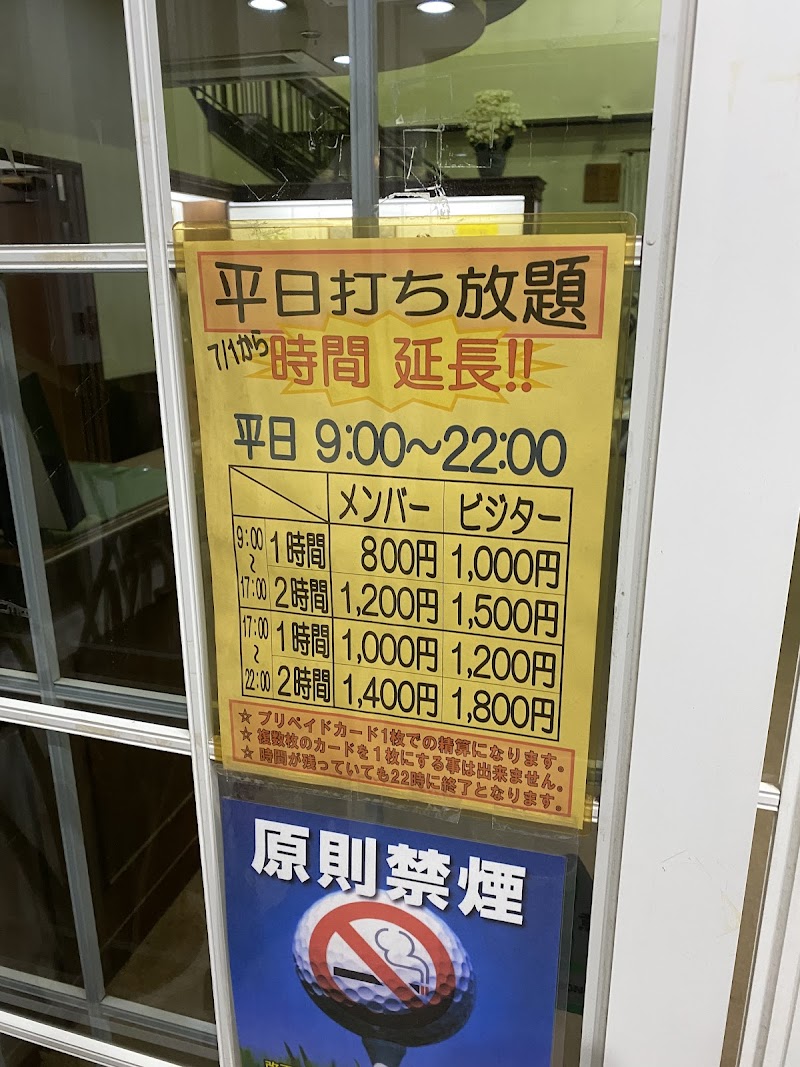 平日打ち放題
7/1から 時間 延長!!
平日 9:00~22:00
メンバー ビジター
9:00~17:00 1時間 800円 1,000円
2時間 1,200円 1,500円
17:00~22:00 1時間 1,000円 1,200円
2時間 1,400円 1,800円
☆ プリペイドカード1枚での精算になります。
☆ 複数枚のカードを1枚にする事は出来ません。
☆ 時間が残っていても22時に終了となります。
原則禁煙